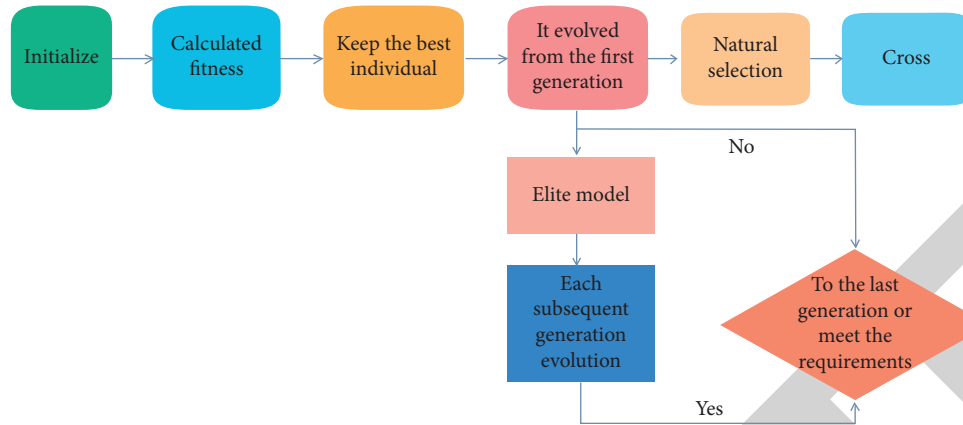 Initialize
Calculated
fitness
Keep the best
individual
It evolved
from the first
generation
Natural
selection
Cross
No
Elite model
Each
subsequent
generation
evolution
To the last
generation or
meet the
requirements
Yes